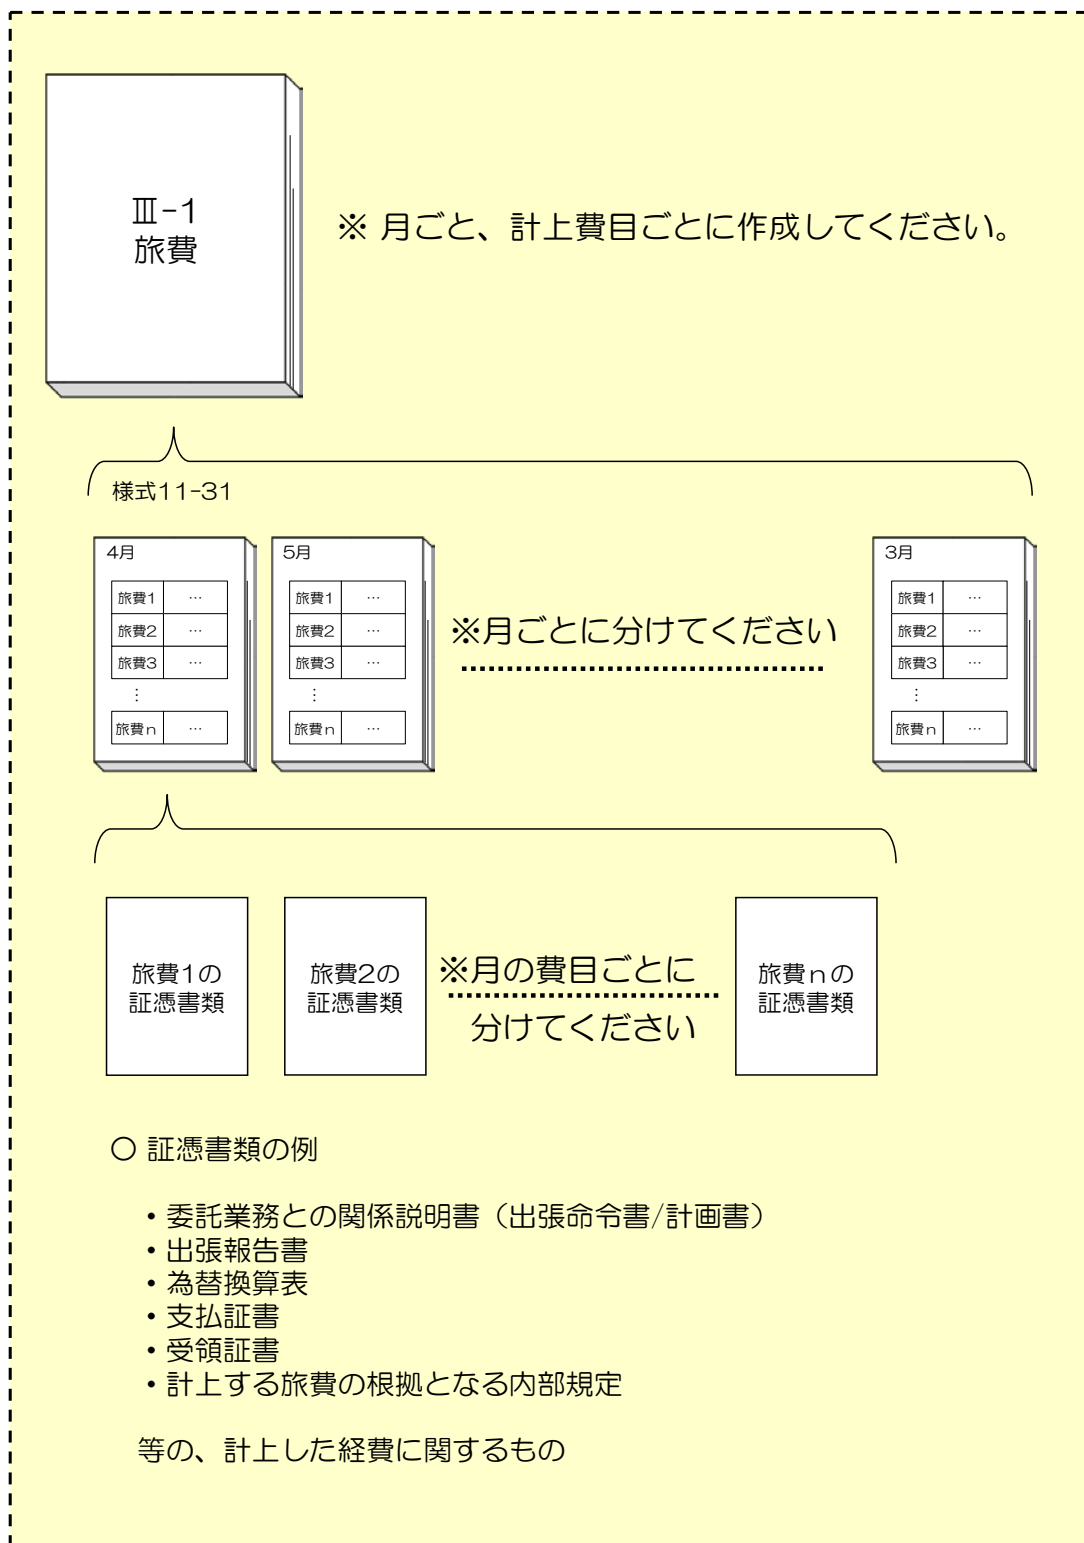 Ⅲ-1
旅費
※ 月ごと、計上費目ごとに作成してください。
様式11-31
4月
旅費1 …
旅費2 …
旅費3 …
⋮
旅費n …
5月
旅費1 …
旅費2 …
旅費3 …
⋮
旅費n …
※月ごとに分けてください
3月
旅費1 …
旅費2 …
旅費3 …
⋮
旅費n …
旅費1の
証憑書類
旅費2の
証憑書類
※月の費目ごとに
分けてください
旅費nの
証憑書類
○ 証憑書類の例
・委託業務との関係説明書（出張命令書/計画書）
・出張報告書
・為替換算表
・支払証書
・受領証書
・計上する旅費の根拠となる内部規定
等の、計上した経費に関するもの